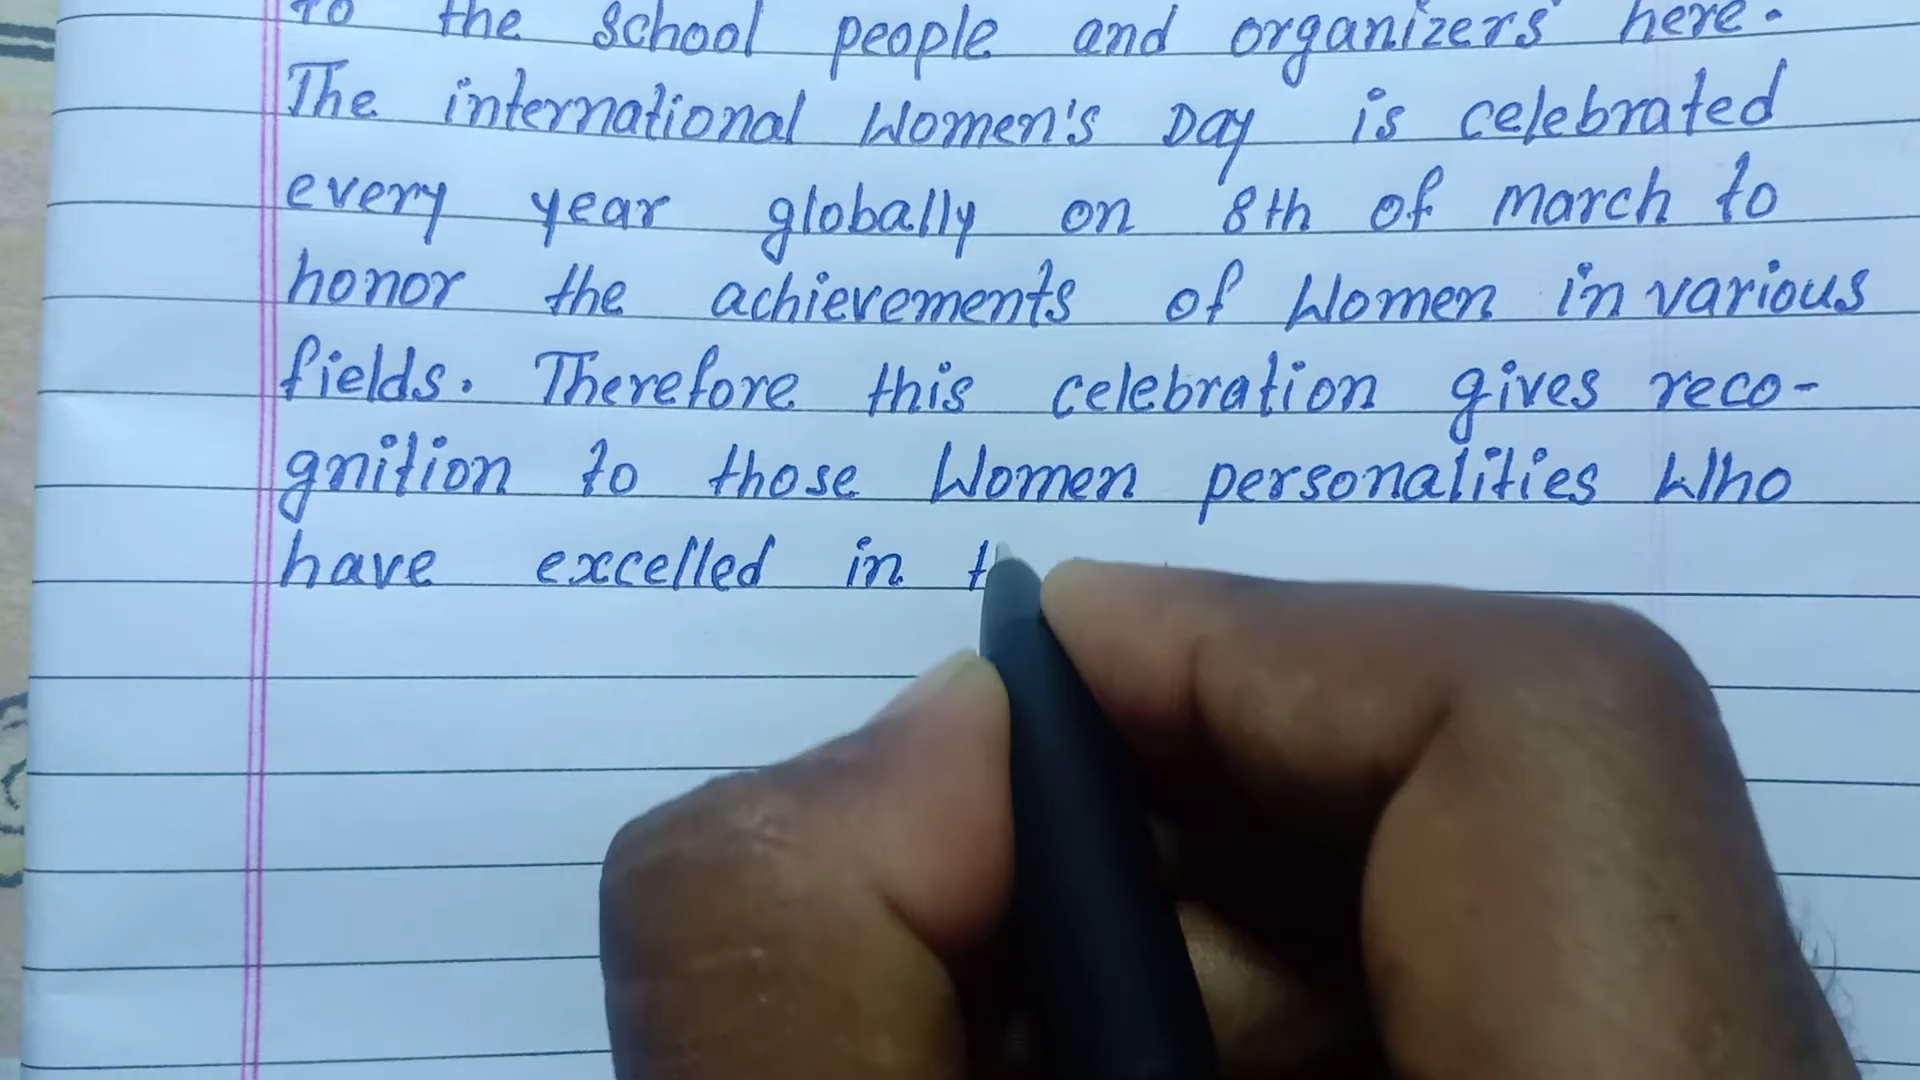 to the school people and organizers here.
The international Women's Day is celebrated
every year globally on 8th of march to
honor the achievements of Women in various
fields. Therefore this celebration gives reco-
gnition to those Women personalities Who
have excelled in t